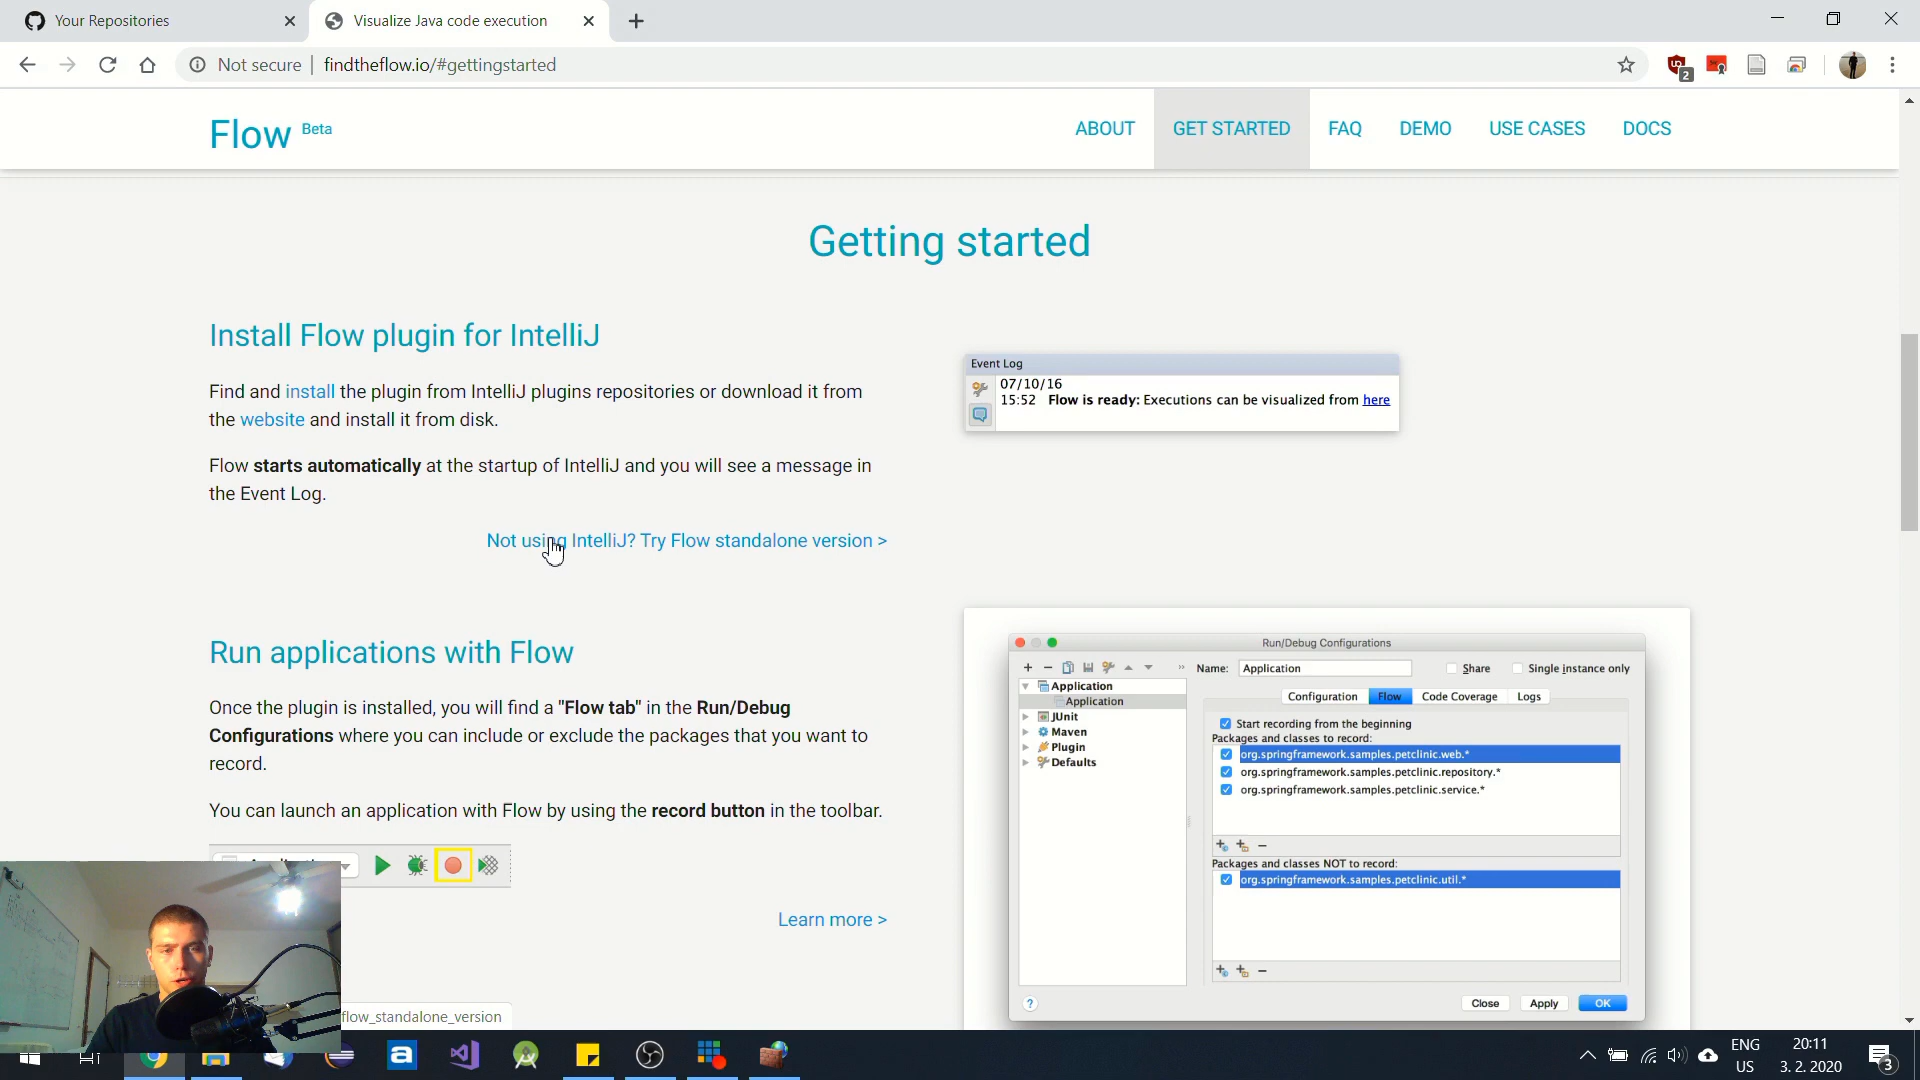 Your Repositories
Visualize Java code execution
Not secure
findtheflow.io/#gettingstarted
2
Flow Beta
ABOUT
GET STARTED
FAQ
DEMO
USE CASES
DOCS
Getting started
Install Flow plugin for IntelliJ
Find and install the plugin from IntelliJ plugins repositories or download it from
the website and install it from disk.
Flow starts automatically at the startup of IntelliJ and you will see a message in
the Event Log.
Not using IntelliJ? Try Flow standalone version >
Event Log
07/10/16
15:52 Flow is ready: Executions can be visualized from here
Run applications with Flow
Once the plugin is installed, you will find a "Flow tab" in the Run/Debug
Configurations where you can include or exclude the packages that you want to
record.
You can launch an application with Flow by using the record button in the toolbar.
Learn more >
Run/Debug Configurations
Name: Application
Share
Single instance only
Application
Application
JUnit
Maven
Plugin
Defaults
Configuration
Flow
Code Coverage
Logs
Start recording from the beginning
Packages and classes to record:
org.springframework.samples.petclinic.web.*
org.springframework.samples.petclinic.repository.*
org.springframework.samples.petclinic.service.*
Packages and classes NOT to record:
org.springframework.samples.petclinic.util.*
?
Close
Apply
OK
flow_standalone_version
ENG
US
20:11
3. 2. 2020
3